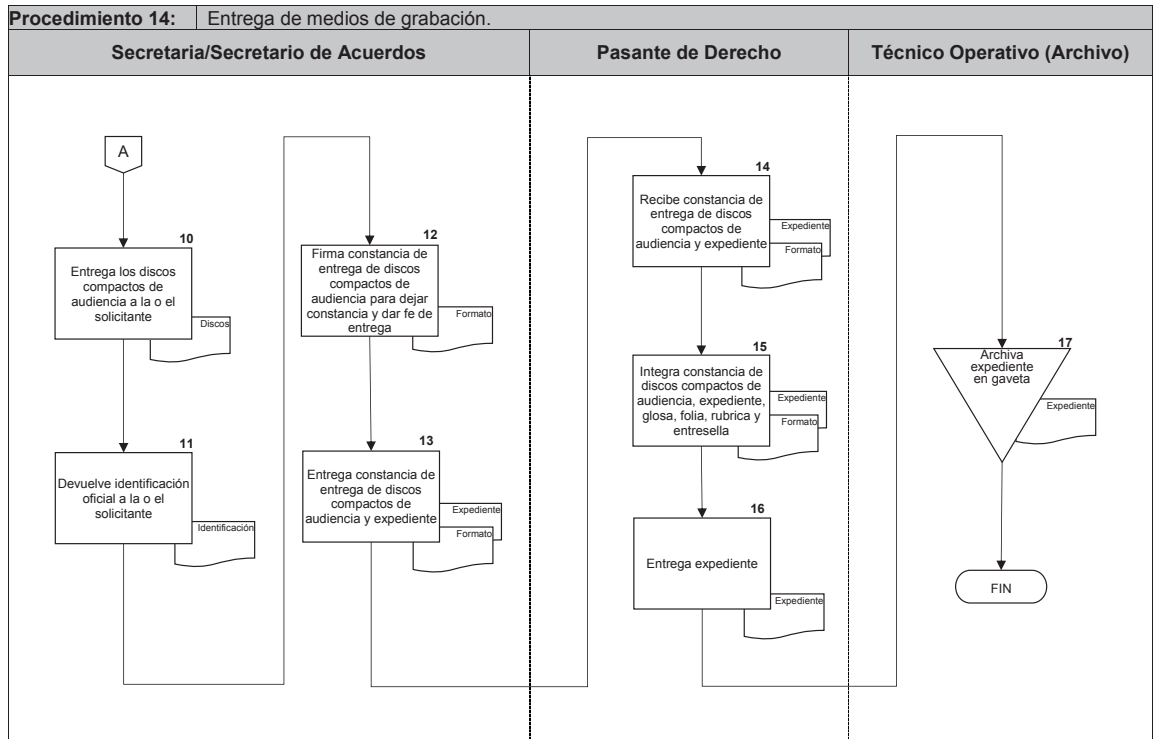 Procedimiento 14: Entrega de medios de grabación.
Secretaria/Secretario de Acuerdos
Pasante de Derecho
Técnico Operativo (Archivo)
A
10
Entrega los discos
compactos de
audiencia a la o el
solicitante
Discos
11
Devuelve identificación
oficial a la o el
solicitante
Identificación
12
Firma constancia de
entrega de discos
compactos de
audiencia para dejar
constancia y dar fe de
entrega
Formato
13
Entrega constancia de
entrega de discos
compactos de
audiencia y expediente
Expediente
Formato
14
Recibe constancia de
entrega de discos
compactos de
audiencia y expediente
Expediente
Formato
15
Integra constancia de
discos compactos de
audiencia, expediente,
glosa, folia, rubrica y
entresella
Expediente
Formato
16
Entrega expediente
Expediente
17
Archiva
expediente
en gaveta
Expediente
FIN